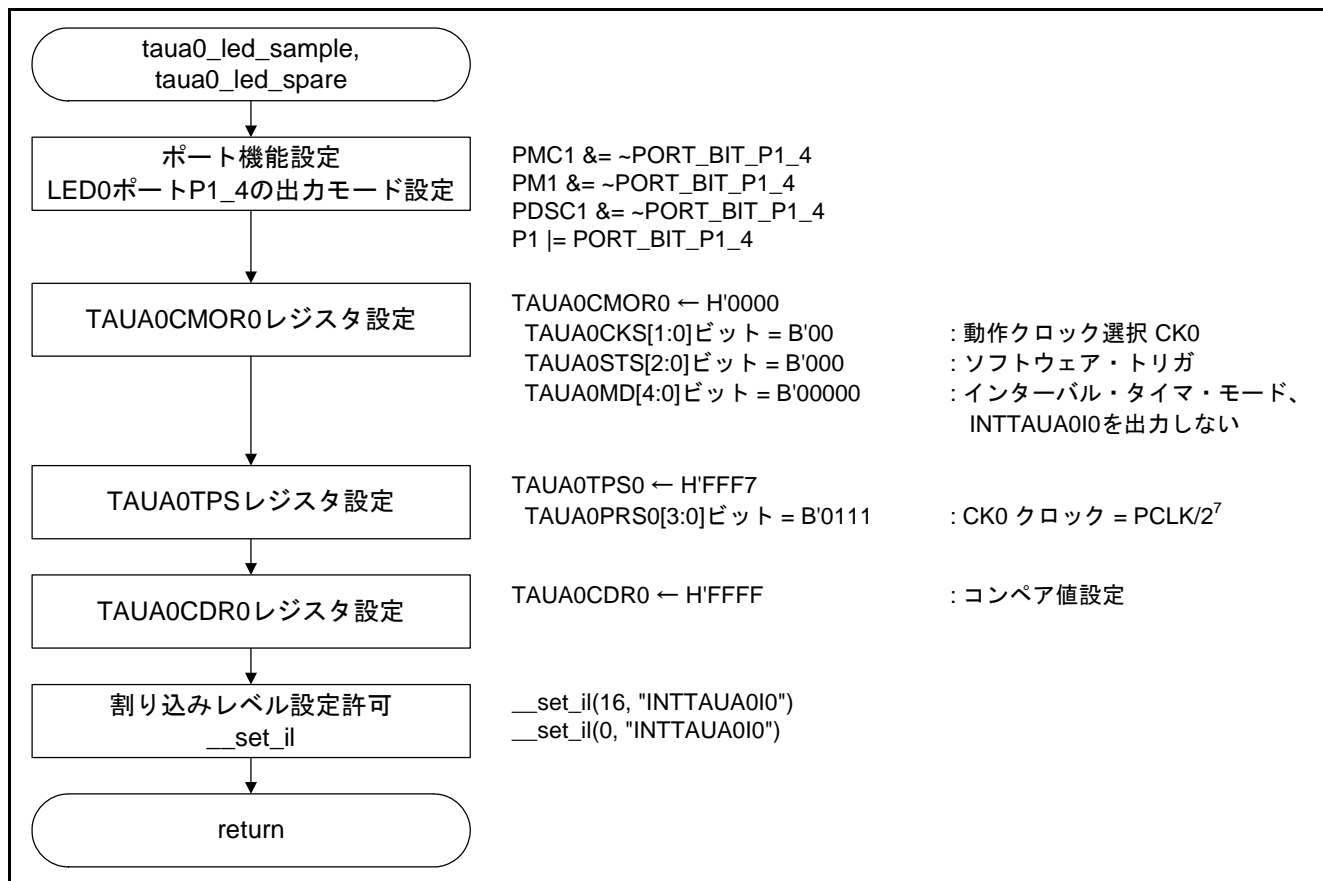 taua0_led_sample,
taua0_led_spare
ポート機能設定
LED0ポートP1_4の出力モード設定
PMC1 &= ~PORT_BIT_P1_4
PM1 &= ~PORT_BIT_P1_4
PDSC1 &= ~PORT_BIT_P1_4
P1 |= PORT_BIT_P1_4
TAUA0CMOR0レジスタ設定
TAUA0CMOR0 ← H'0000
TAUA0CKS[1:0]ビット = B'00 : 動作クロック選択 CK0
TAUA0STS[2:0]ビット = B'000 : ソフトウェア・トリガ
TAUA0MD[4:0]ビット = B'00000 : インターバル・タイマ・モード、
INTTAUA0I0を出力しない
TAUA0TPSレジスタ設定
TAUA0TPS0 ← H'FFF7
TAUA0PRS0[3:0]ビット = B'0111 : CK0 クロック = PCLK/2⁷
TAUA0CDR0レジスタ設定
TAUA0CDR0 ← H'FFFF : コンペア値設定
割り込みレベル設定許可
__set_il
__set_il(16, "INTTAUA0I0")
__set_il(0, "INTTAUA0I0")
return